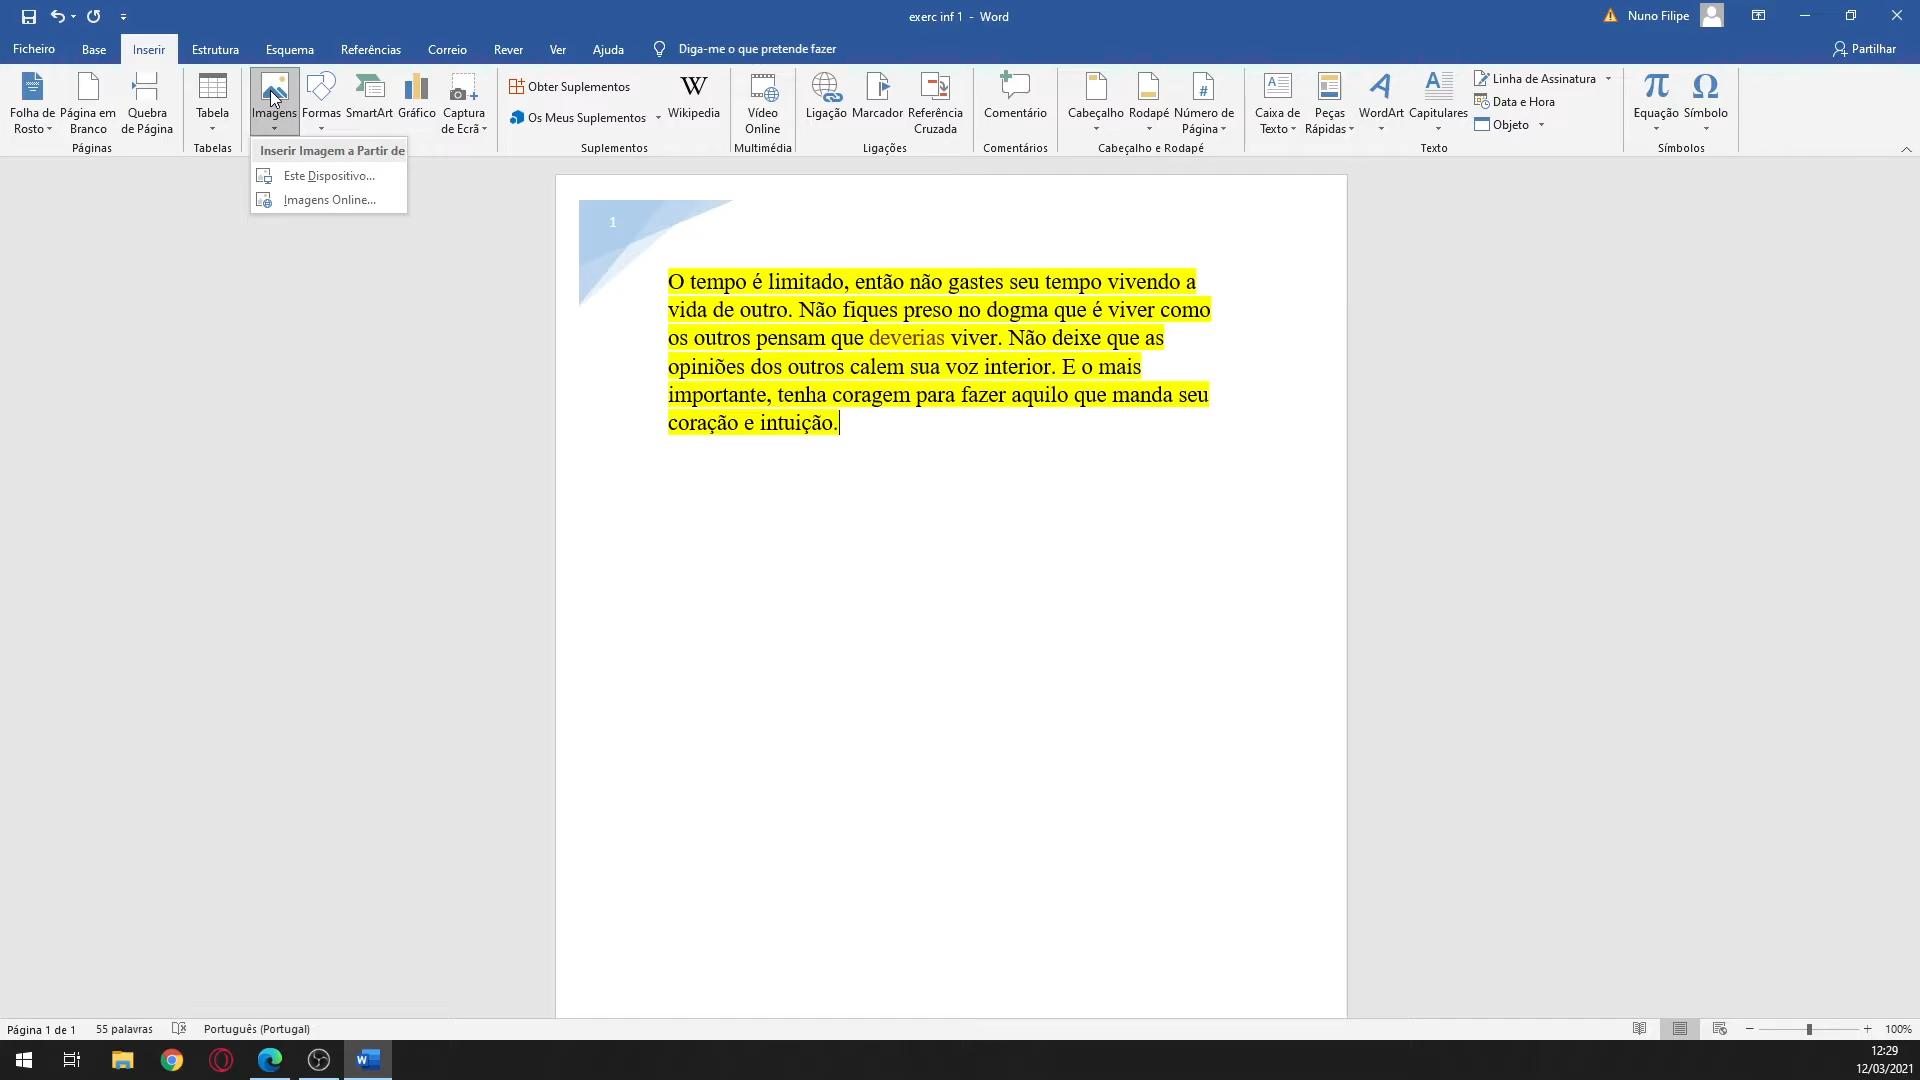 exerc inf 1 - Word
Nuno Filipe
Ficheiro Base Inserir Estrutura Esquema Referências Correio Rever Ver Ajuda Diga-me o que pretende fazer Partilhar
Folha de Rosto
Página em Branco
Quebra de Página
Páginas
Tabela
Tabelas
Imagens
Formas
SmartArt
Gráfico
Captura de Ecrã
Obter Suplementos
Os Meus Suplementos
Wikipedia
Suplementos
Vídeo Online
Multimédia
Ligação
Marcador
Referência Cruzada
Ligações
Comentário
Comentários
Cabeçalho
Rodapé
Número de Página
Cabeçalho e Rodapé
Caixa de Texto
Peças Rápidas
WordArt
Capitulares
Linha de Assinatura
Data e Hora
Objeto
Texto
Equação
Símbolo
Símbolos
Inserir Imagem a Partir de
Este Dispositivo...
Imagens Online...
1
O tempo é limitado, então não gastes seu tempo vivendo a
vida de outro. Não fiques preso no dogma que é viver como
os outros pensam que deverias viver. Não deixe que as
opiniões dos outros calem sua voz interior. E o mais
importante, tenha coragem para fazer aquilo que manda seu
coração e intuição.
Página 1 de 1 55 palavras Português (Portugal) 100%
12:29
12/03/2021